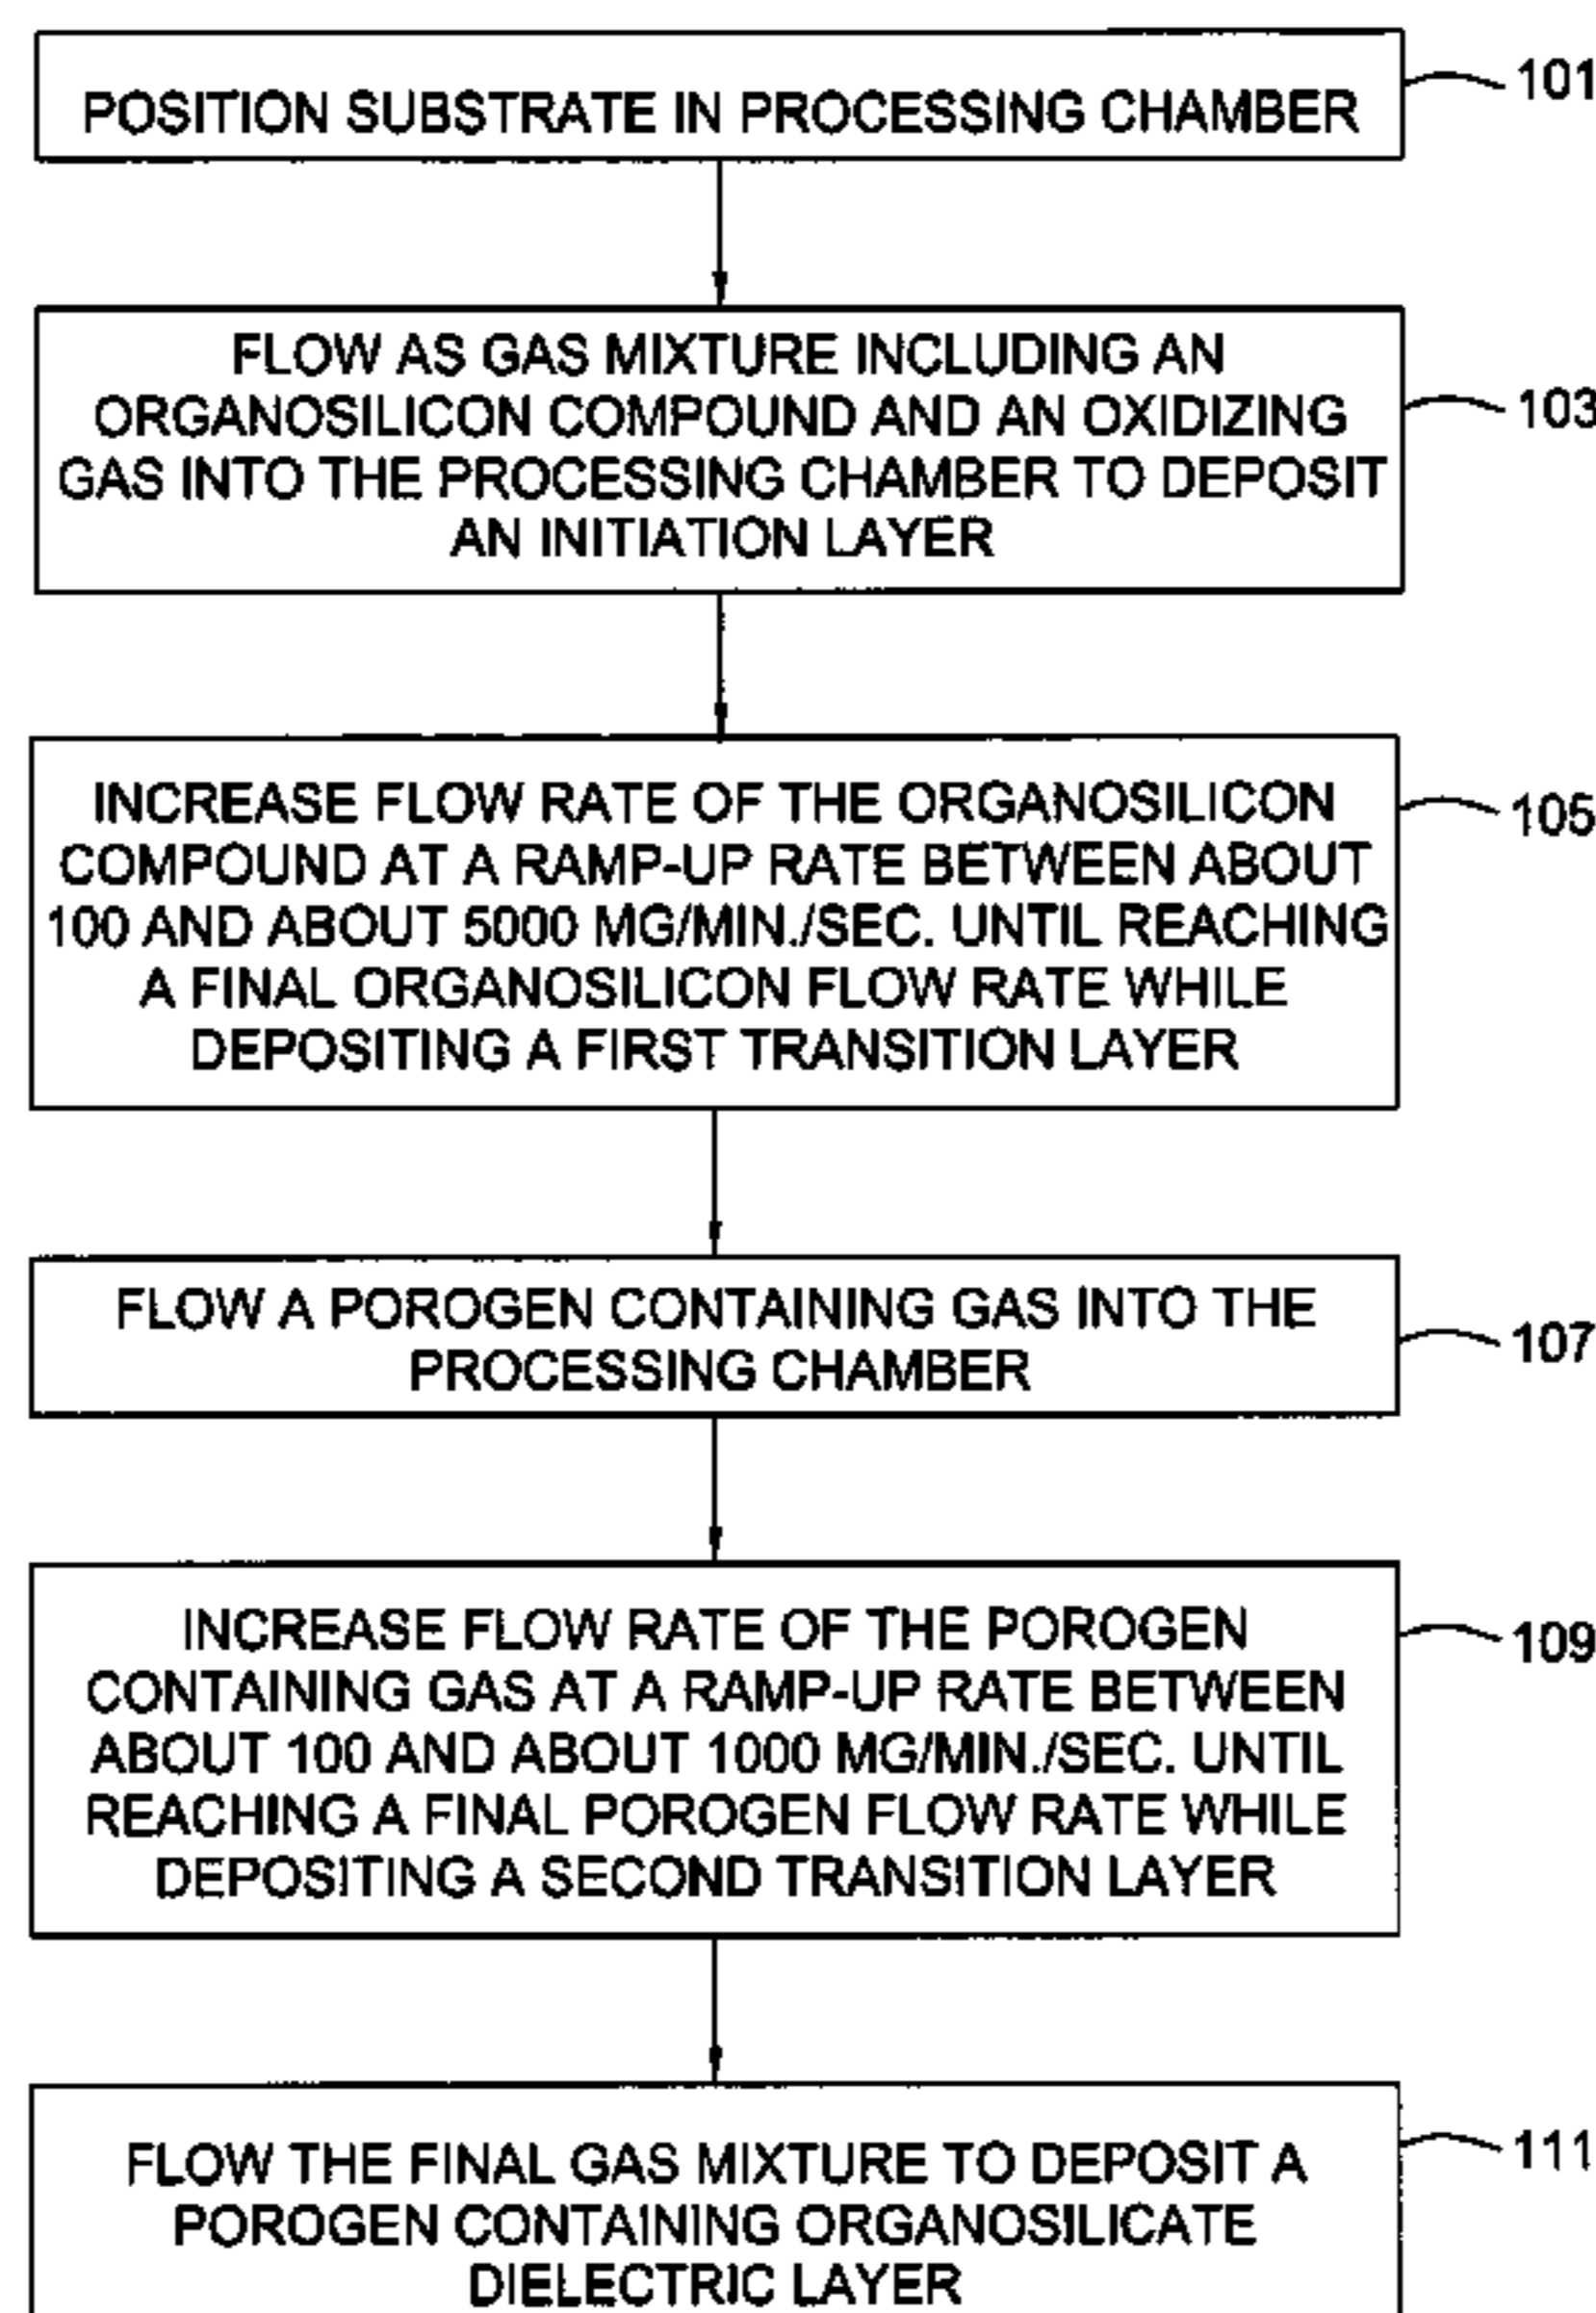 POSITION SUBSTRATE IN PROCESSING CHAMBER
101
FLOW AS GAS MIXTURE INCLUDING AN
ORGANOSILICON COMPOUND AND AN OXIDIZING
GAS INTO THE PROCESSING CHAMBER TO DEPOSIT
AN INITIATION LAYER
103
INCREASE FLOW RATE OF THE ORGANOSILICON
COMPOUND AT A RAMP-UP RATE BETWEEN ABOUT
100 AND ABOUT 5000 MG/MIN./SEC. UNTIL REACHING
A FINAL ORGANOSILICON FLOW RATE WHILE
DEPOSITING A FIRST TRANSITION LAYER
105
FLOW A POROGEN CONTAINING GAS INTO THE
PROCESSING CHAMBER
107
INCREASE FLOW RATE OF THE POROGEN
CONTAINING GAS AT A RAMP-UP RATE BETWEEN
ABOUT 100 AND ABOUT 1000 MG/MIN./SEC. UNTIL
REACHING A FINAL POROGEN FLOW RATE WHILE
DEPOSITING A SECOND TRANSITION LAYER
109
FLOW THE FINAL GAS MIXTURE TO DEPOSIT A
POROGEN CONTAINING ORGANOSILICATE
DIELECTRIC LAYER
111